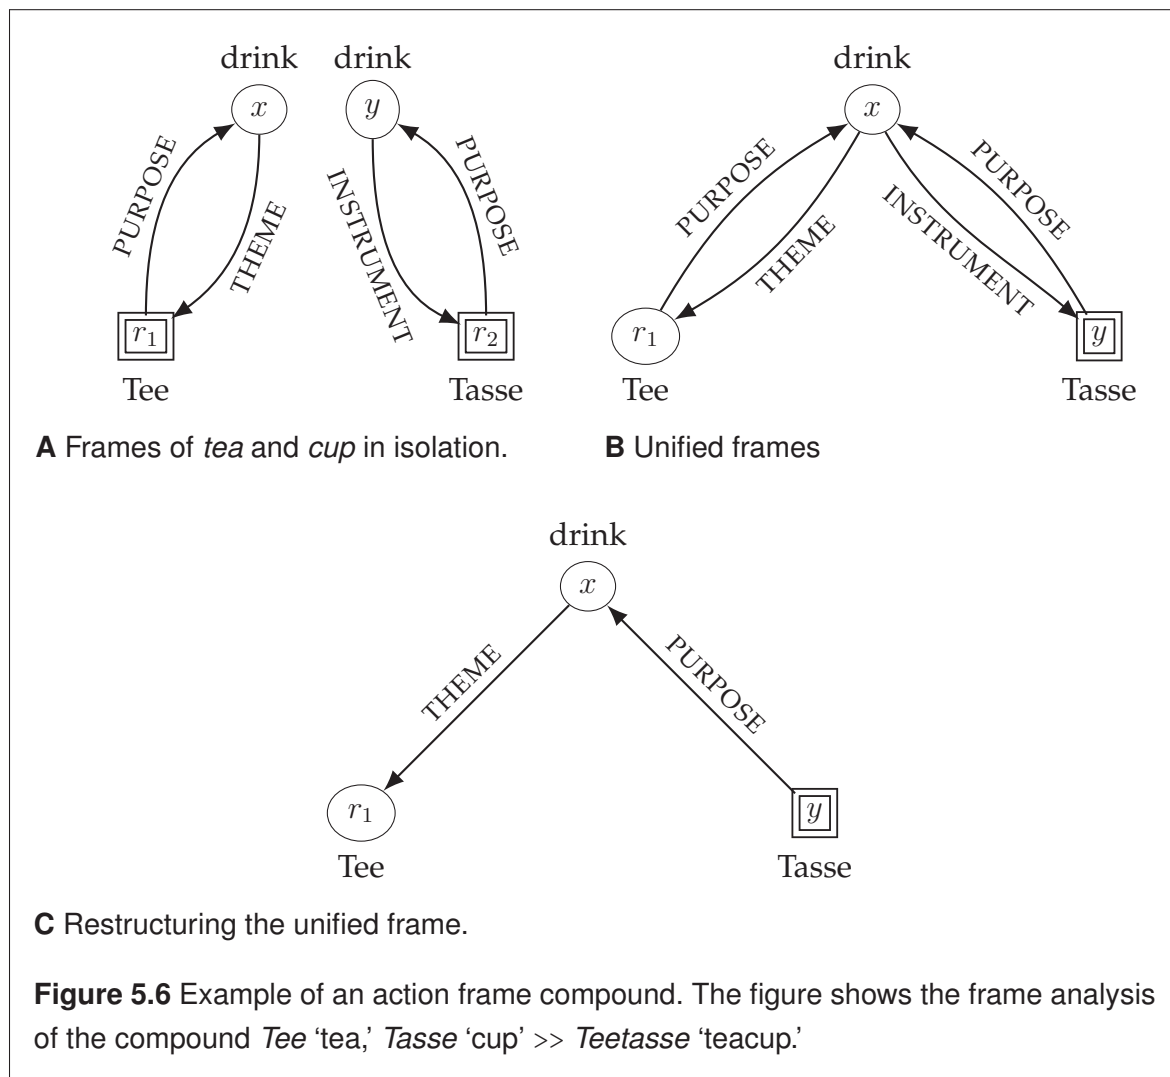 drink drink
x y
PURPOSE THEME INSTRUMENT PURPOSE
r1 r2
Tee Tasse
A Frames of tea and cup in isolation.
drink
x
PURPOSE THEME INSTRUMENT PURPOSE
r1 y
Tee Tasse
B Unified frames
drink
x
THEME PURPOSE
r1 y
Tee Tasse
C Restructuring the unified frame.
Figure 5.6 Example of an action frame compound. The figure shows the frame analysis
of the compound Tee ‘tea,’ Tasse ‘cup’ >> Teetasse ‘teacup.’